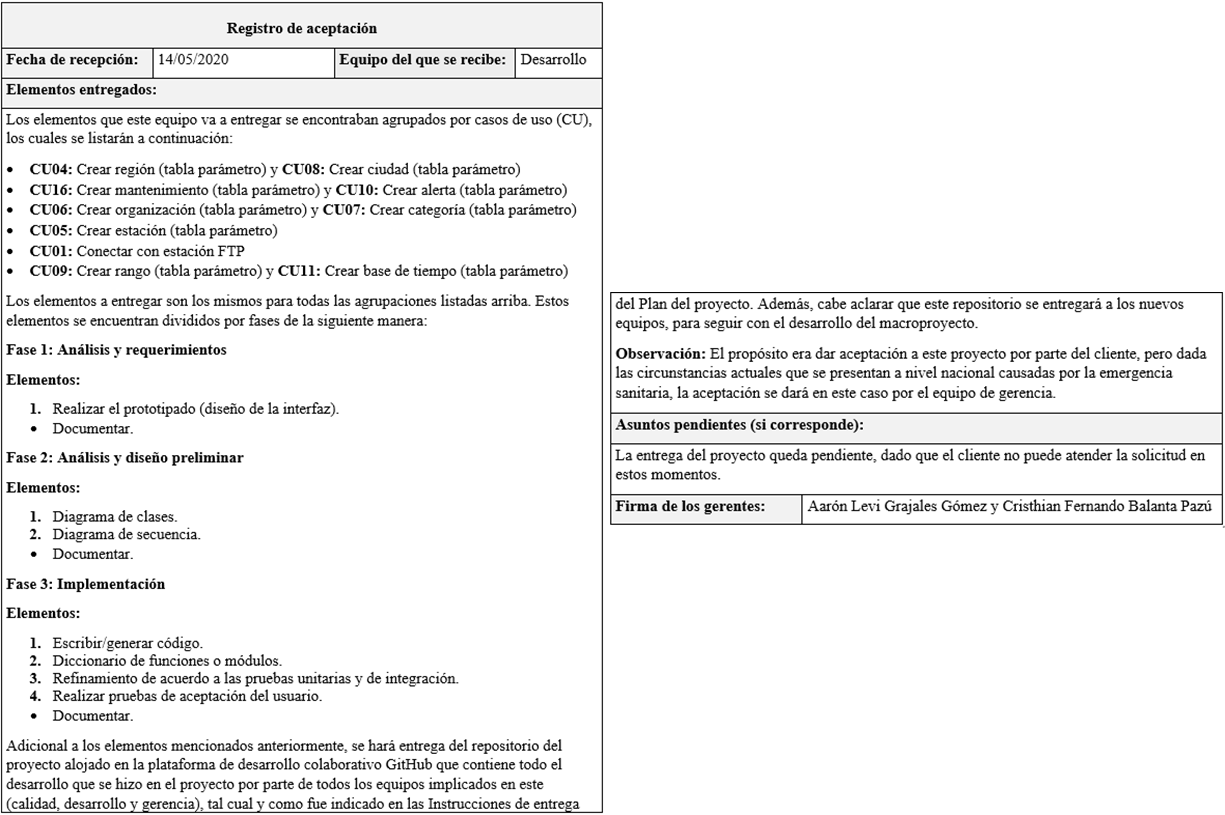 Registro de aceptación
Fecha de recepción: 14/05/2020 Equipo del que se recibe: Desarrollo
Elementos entregados:
Los elementos que este equipo va a entregar se encontraban agrupados por casos de uso (CU),
los cuales se listarán a continuación:
• CU04: Crear región (tabla parámetro) y CU08: Crear ciudad (tabla parámetro)
• CU16: Crear mantenimiento (tabla parámetro) y CU10: Crear alerta (tabla parámetro)
• CU06: Crear organización (tabla parámetro) y CU07: Crear categoría (tabla parámetro)
• CU05: Crear estación (tabla parámetro)
• CU01: Conectar con estación FTP
• CU09: Crear rango (tabla parámetro) y CU11: Crear base de tiempo (tabla parámetro)
Los elementos a entregar son los mismos para todas las agrupaciones listadas arriba. Estos
elementos se encuentran divididos por fases de la siguiente manera:
Fase 1: Análisis y requerimientos
Elementos:
1. Realizar el prototipado (diseño de la interfaz).
• Documentar.
Fase 2: Análisis y diseño preliminar
Elementos:
1. Diagrama de clases.
2. Diagrama de secuencia.
• Documentar.
Fase 3: Implementación
Elementos:
1. Escribir/generar código.
2. Diccionario de funciones o módulos.
3. Refinamiento de acuerdo a las pruebas unitarias y de integración.
4. Realizar pruebas de aceptación del usuario.
• Documentar.
Adicional a los elementos mencionados anteriormente, se hará entrega del repositorio del
proyecto alojado en la plataforma de desarrollo colaborativo GitHub que contiene todo el
desarrollo que se hizo en el proyecto por parte de todos los equipos implicados en este
(calidad, desarrollo y gerencia), tal cual y como fue indicado en las Instrucciones de entrega
del Plan del proyecto. Además, cabe aclarar que este repositorio se entregará a los nuevos
equipos, para seguir con el desarrollo del macroproyecto.
Observación: El propósito era dar aceptación a este proyecto por parte del cliente, pero dada
las circunstancias actuales que se presentan a nivel nacional causadas por la emergencia
sanitaria, la aceptación se dará en este caso por el equipo de gerencia.
Asuntos pendientes (si corresponde):
La entrega del proyecto queda pendiente, dado que el cliente no puede atender la solicitud en
estos momentos.
Firma de los gerentes: Aarón Levi Grajales Gómez y Cristhian Fernando Balanta Pazú